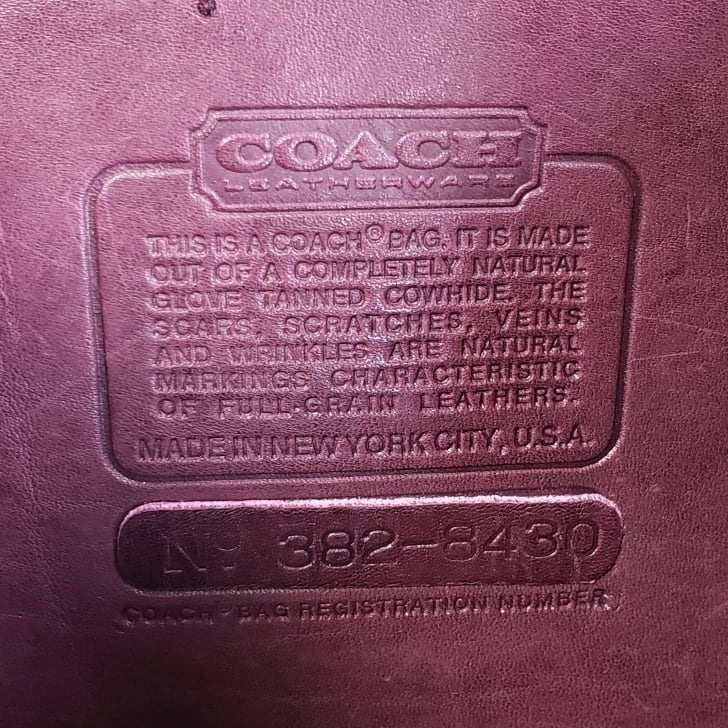 COACH
LEATHERWARE
THIS IS A COACH® BAG. IT IS MADE
OUT OF A COMPLETELY NATURAL
GLOVE TANNED COWHIDE. THE
SCARS, SCRATCHES, VEINS
AND WRINKLES ARE NATURAL
MARKINGS CHARACTERISTIC
OF FULL-GRAIN LEATHERS.
MADE IN NEW YORK CITY, U.S.A.
Nº 382-8430
COACH® BAG REGISTRATION NUMBER